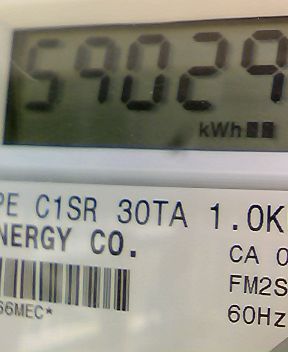 59029
kWh
PE C1SR 30TA 1.0K
NERGY CO.
CA 0
FM2S
60Hz
66MEC*